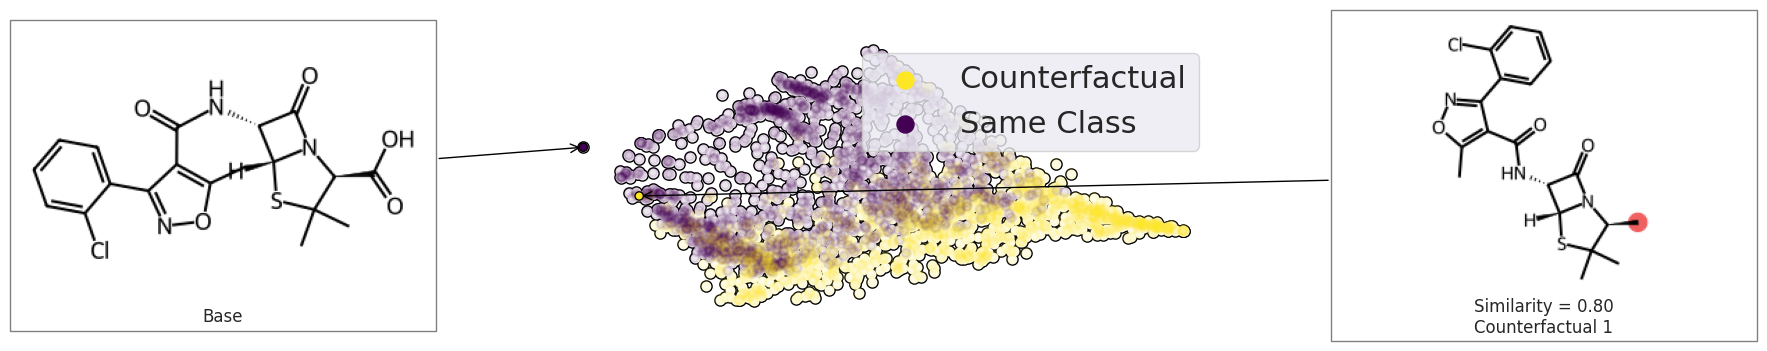 O
H
N
O
OH
N
H
O
S
N
O
Cl
Base
Counterfactual
Same Class
Cl
N
O
O
HN
O
N
H
S
Similarity = 0.80
Counterfactual 1